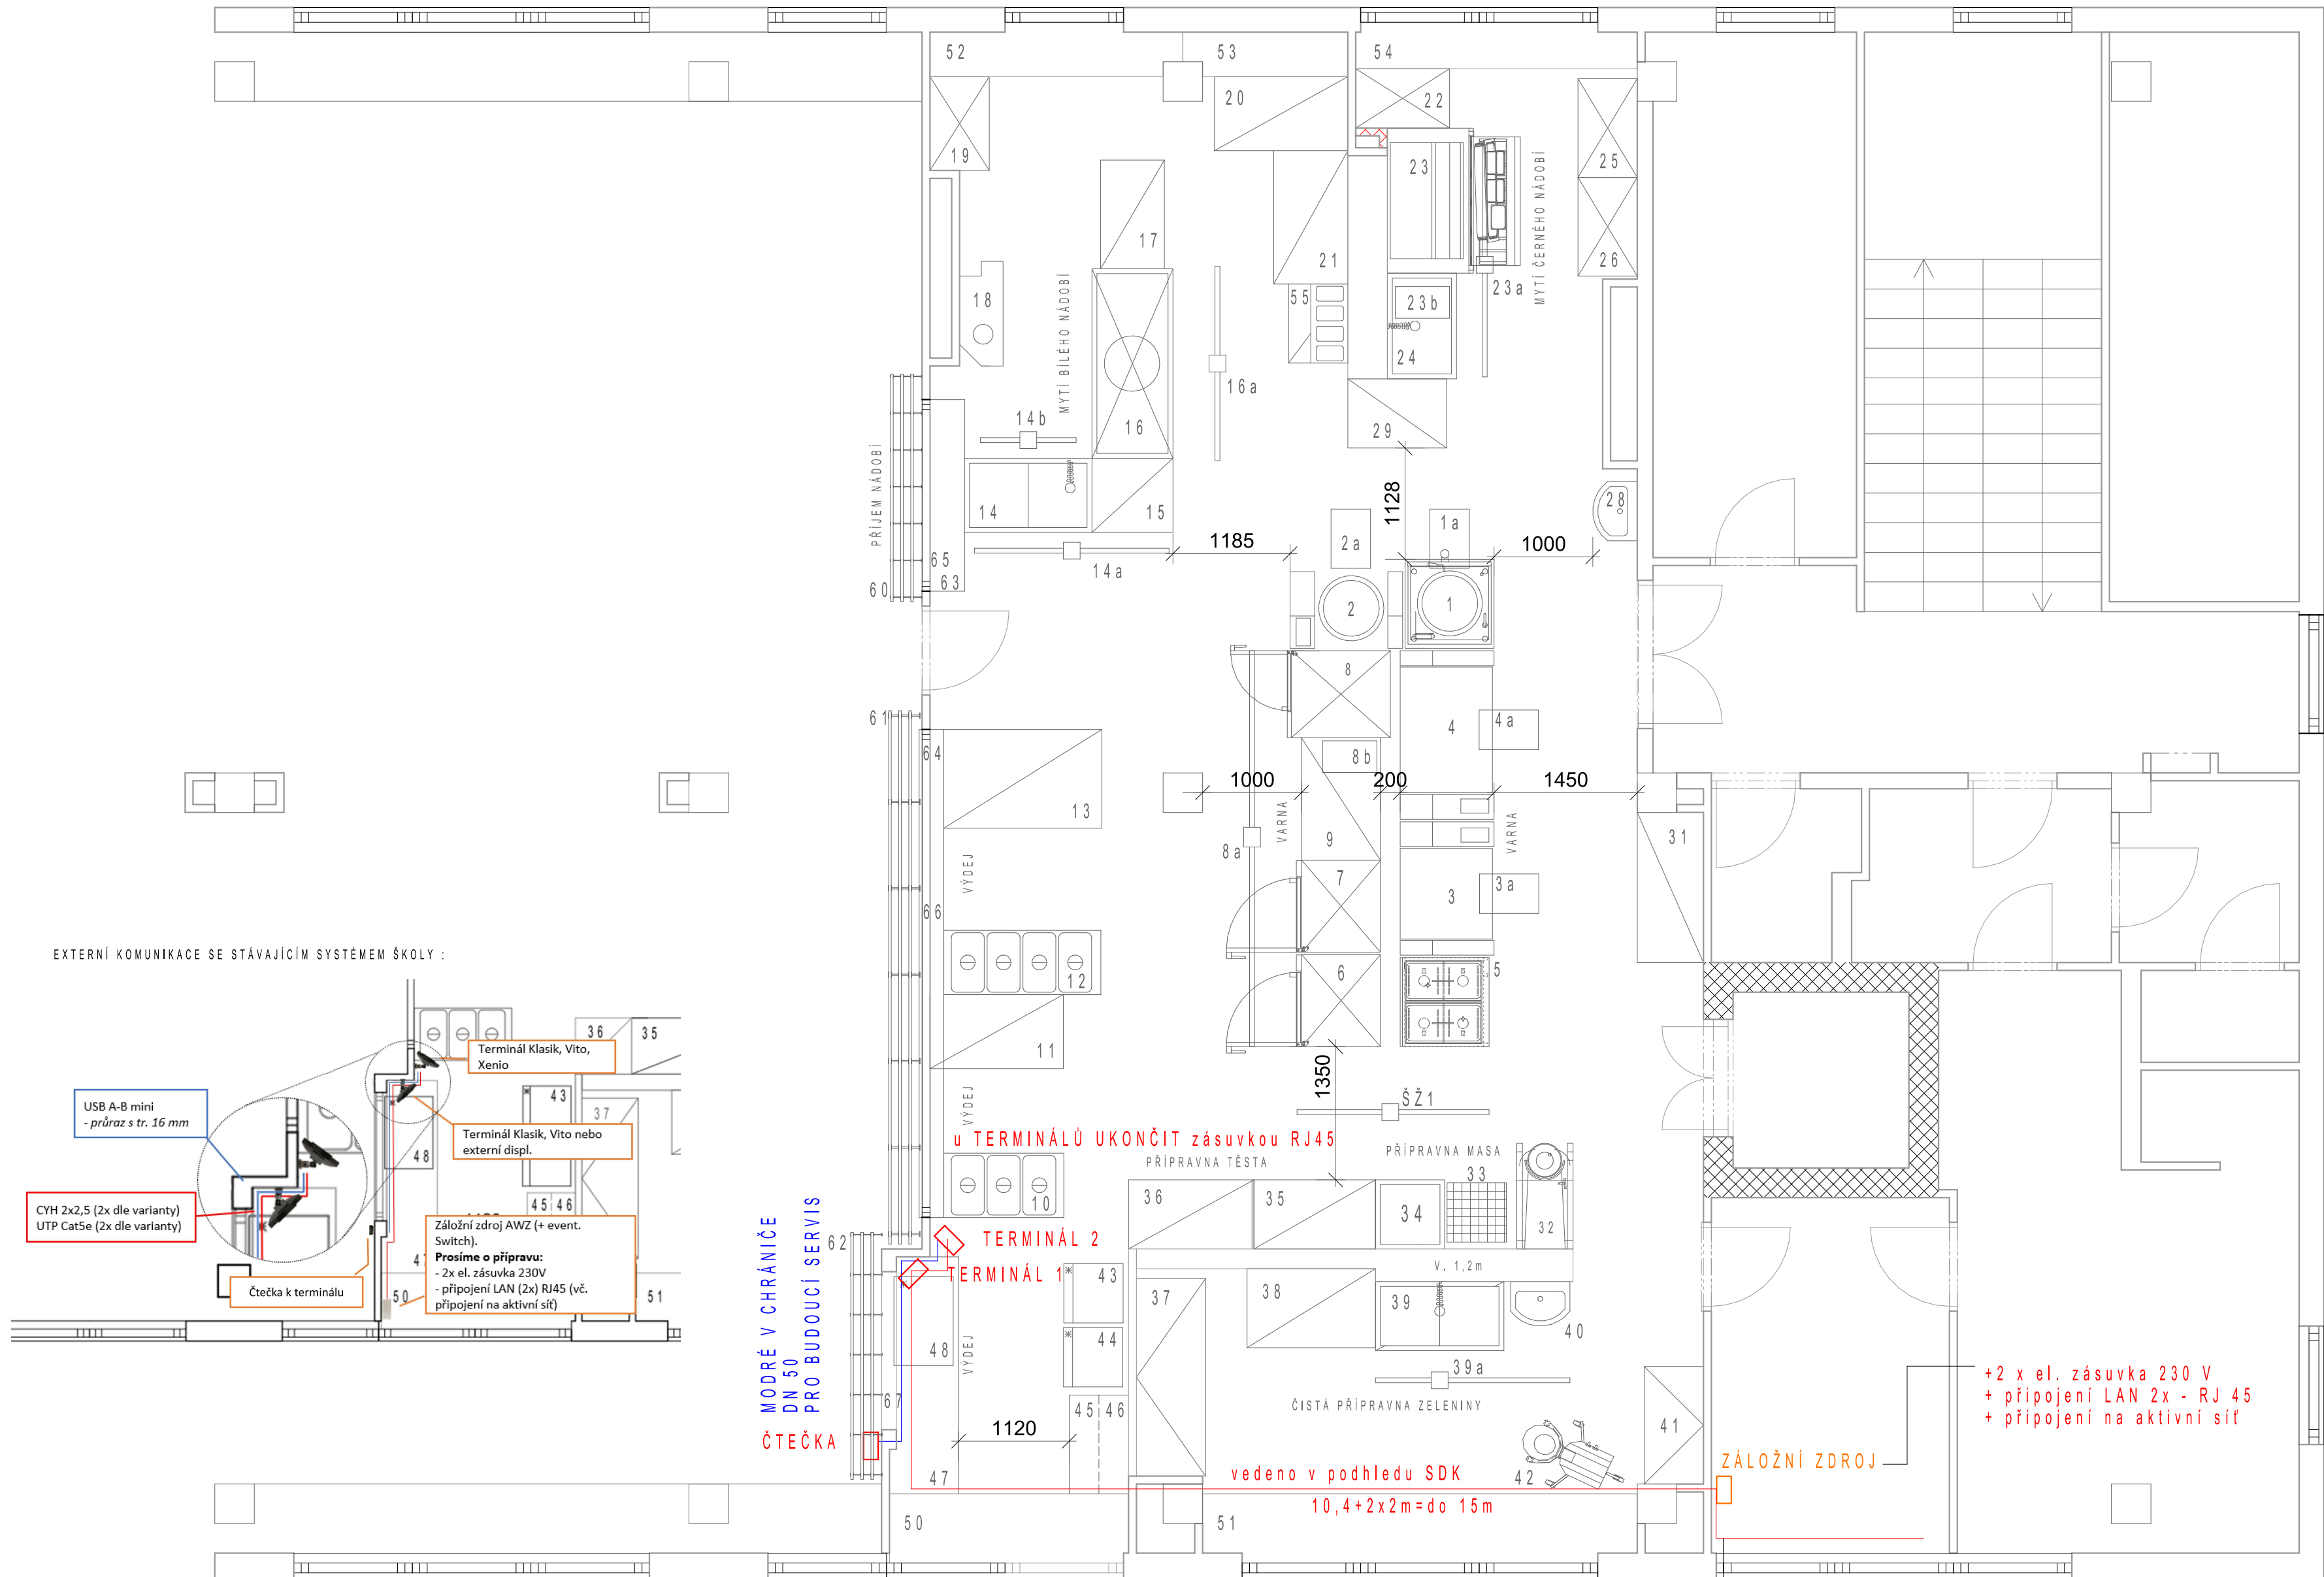 52
53
54
20
22
19
23
25
MYTÍ ČERNÉHO NÁDOBÍ
17
21
26
18
55
23b
23a
MYTÍ BÍLÉHO NÁDOBÍ
24
16a
14b
16
29
PŘÍJEM NÁDOBÍ
14
15
1128
28
1a
2a
1185
1000
65
14a
63
60
2
1
8
61
4
4a
64
8b
1000
200
1450
13
VARNA
VARNA
8a
9
31
VÝDEJ
7
3
3a
66
EXTERNÍ KOMUNIKACE SE STÁVAJÍCÍM SYSTÉMEM ŠKOLY :
12
6
5
36
35
Terminál Klasik, Vito,
Xenio
11
1350
43
37
USB A-B mini
- průraz s tr. 16 mm
ŠŽ1
VÝDEJ
Terminál Klasik, Vito nebo
externí displ.
48
u TERMINÁLŮ UKONČIT zásuvkou RJ45
PŘÍPRAVNA TĚSTA
PŘÍPRAVNA MASA
45
46
CYH 2x2,5 (2x dle varianty)
UTP Cat5e (2x dle varianty)
Záložní zdroj AWZ (+ event.
Switch).
Prosíme o přípravu:
- 2x el. zásuvka 230V
- připojení LAN (2x) RJ45 (vč.
připojení na aktivní síť)
Čtečka k terminálu
50
51
10
36
35
34
33
32
MODRÉ V CHRÁNIČE
DN 50
PRO BUDOUCÍ SERVIS
62
TERMINÁL 2
TERMINÁL 1
43
V. 1,2m
37
38
39
40
48
44
VÝDEJ
39a
67
45
46
ČISTÁ PŘÍPRAVNA ZELENINY
41
1120
ČTEČKA
47
42
vedeno v podhledu SDK
10,4+2x2m=do 15m
ZÁLOŽNÍ ZDROJ
+2 x el. zásuvka 230 V
+ připojení LAN 2x - RJ 45
+ připojení na aktivní síť
50
51